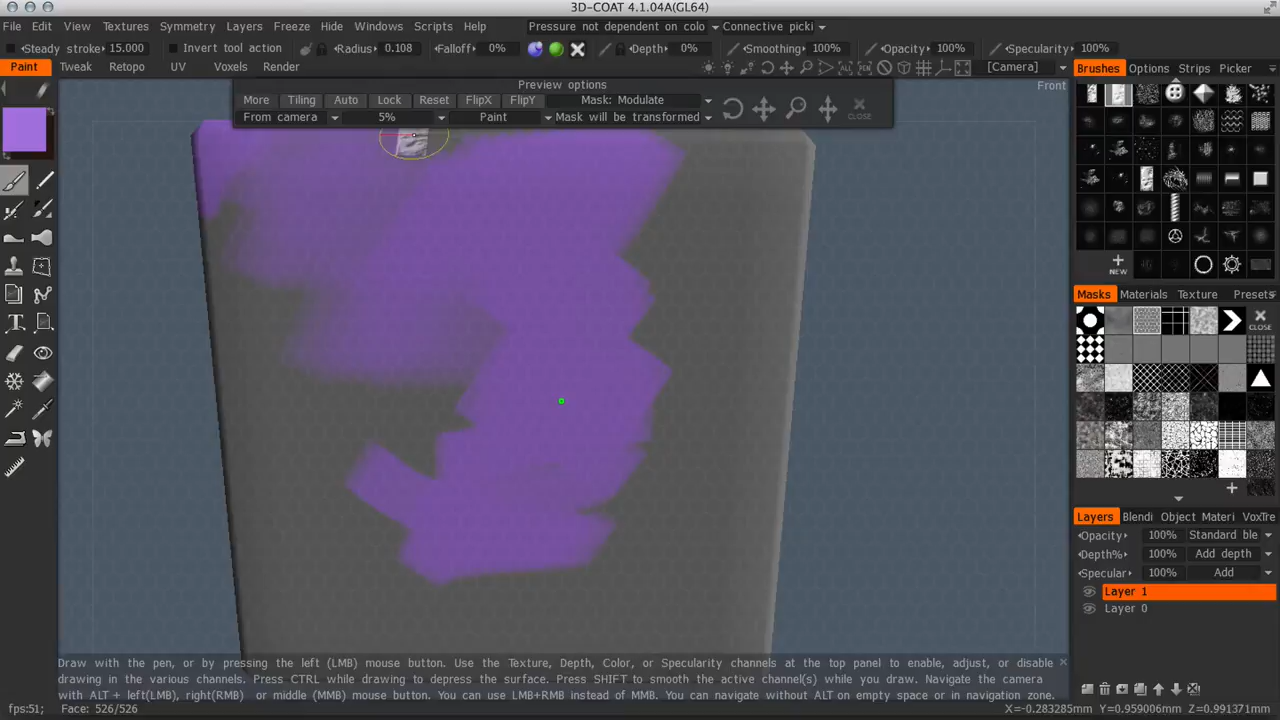 3D-COAT 4.1.04A(GL64)
File Edit View Textures Symmetry Layers Freeze Hide Windows Scripts Help Pressure not dependent on colo Connective picki
Steady stroke 15.000 Invert tool action Radius 0.108 Falloff 0% Depth 0% Smoothing 100% Opacity 100% Specularity 100%
Paint Tweak Retopo UV Voxels Render [Camera] Brushes Options Strips Picker
Preview options Front
More Tiling Auto Lock Reset FlipX FlipY Mask: Modulate
From camera 5% Paint Mask will be transformed CLOSE
NEW
Masks Materials Texture Presets
CLOSE
Layers Blendi Object Materi VoxTre
Opacity 100% Standard ble
Depth% 100% Add depth
Specular 100% Add
Layer 1
Layer 0
Draw with the pen, or by pressing the left (LMB) mouse button. Use the Texture, Depth, Color, or Specularity channels at the top panel to enable, adjust, or disable
drawing in the various channels. Press CTRL while drawing to depress the surface. Press SHIFT to smooth the active channel(s) while you draw. Navigate the camera
with ALT + left(LMB), right(RMB) or middle (MMB) mouse button. You can use LMB+RMB instead of MMB. You can navigate without ALT on empty space or in navigation zone.
fps:51; Face: 526/526 X=-0.283285mm Y=0.959006mm Z=0.991371mm